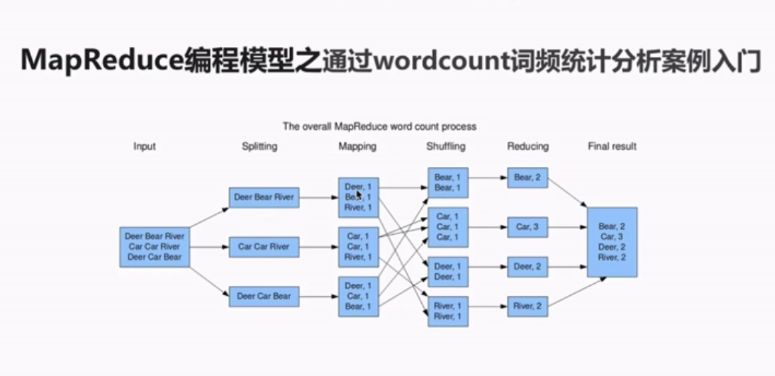 MapReduce编程模型之通过wordcount词频统计分析案例入门
The overall MapReduce word count process
Input
Splitting
Mapping
Shuffling
Reducing
Final result
Deer Bear River
Car Car River
Deer Car Bear
Deer Bear River
Car Car River
Deer Car Bear
Deer, 1
Bear, 1
River, 1
Car, 1
Car, 1
River, 1
Deer, 1
Car, 1
Bear, 1
Bear, 1
Bear, 1
Car, 1
Car, 1
Car, 1
Deer, 1
Deer, 1
River, 1
River, 1
Bear, 2
Car, 3
Deer, 2
River, 2
Bear, 2
Car, 3
Deer, 2
River, 2